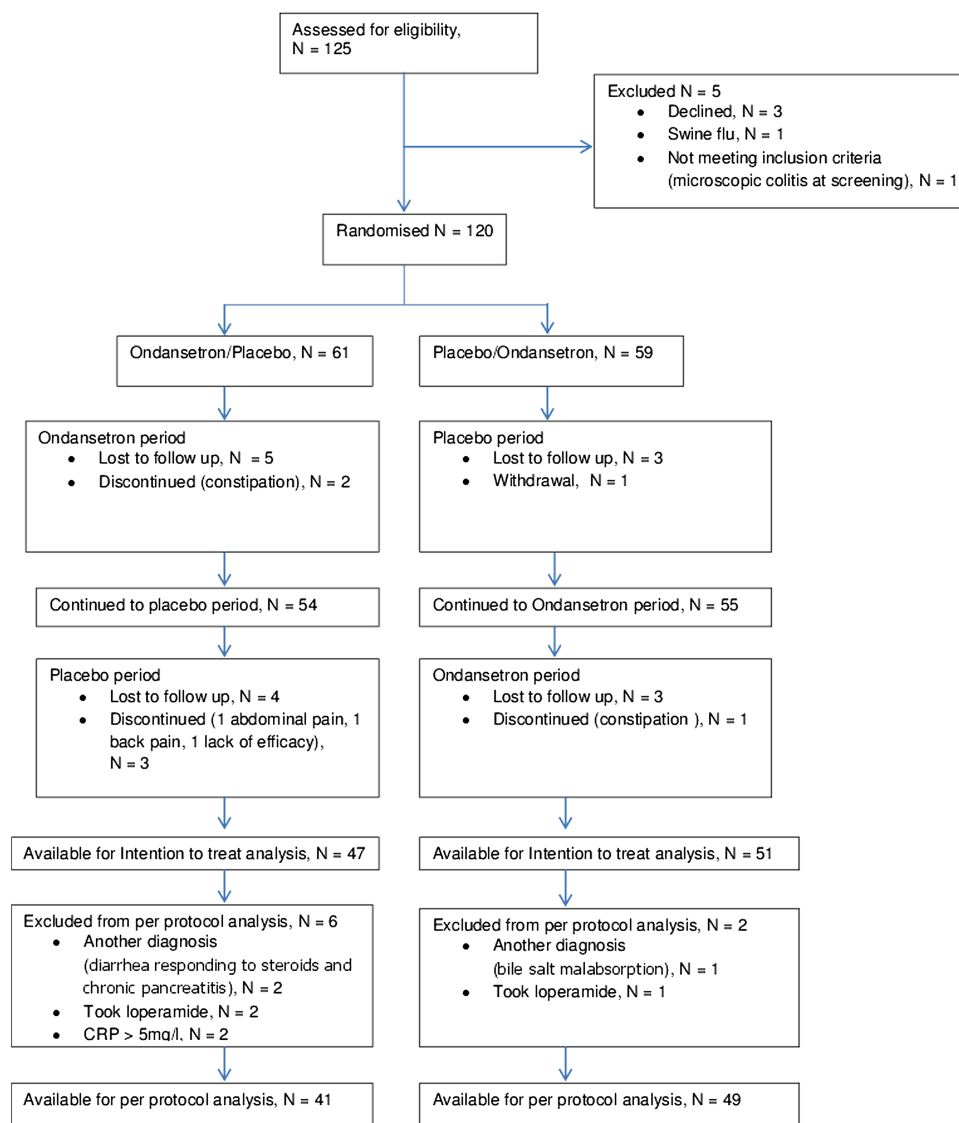 Assessed for eligibility,
N = 125
Excluded N = 5
• Declined, N = 3
• Swine flu, N = 1
• Not meeting inclusion criteria
(microscopic colitis at screening), N = 1
Randomised N = 120
Ondansetron/Placebo, N = 61
Placebo/Ondansetron, N = 59
Ondansetron period
• Lost to follow up, N = 5
• Discontinued (constipation), N = 2
Placebo period
• Lost to follow up, N = 3
• Withdrawal, N = 1
Continued to placebo period, N = 54
Continued to Ondansetron period, N = 55
Placebo period
• Lost to follow up, N = 4
• Discontinued (1 abdominal pain, 1
back pain, 1 lack of efficacy),
N = 3
Ondansetron period
• Lost to follow up, N = 3
• Discontinued (constipation ), N = 1
Available for Intention to treat analysis, N = 47
Available for Intention to treat analysis, N = 51
Excluded from per protocol analysis, N = 6
• Another diagnosis
(diarrhea responding to steroids and
chronic pancreatitis), N = 2
• Took loperamide, N = 2
• CRP > 5mg/l, N = 2
Excluded from per protocol analysis, N = 2
• Another diagnosis
(bile salt malabsorption), N = 1
• Took loperamide, N = 1
Available for per protocol analysis, N = 41
Available for per protocol analysis, N = 49